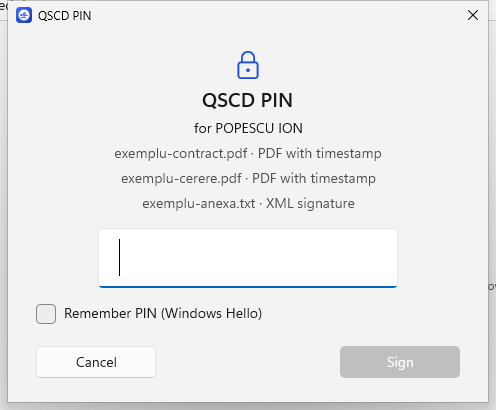 QSCD PIN
QSCD PIN
for POPESCU ION
exemplu-contract.pdf · PDF with timestamp
exemplu-cerere.pdf · PDF with timestamp
exemplu-anexa.txt · XML signature
Remember PIN (Windows Hello)
Cancel
Sign